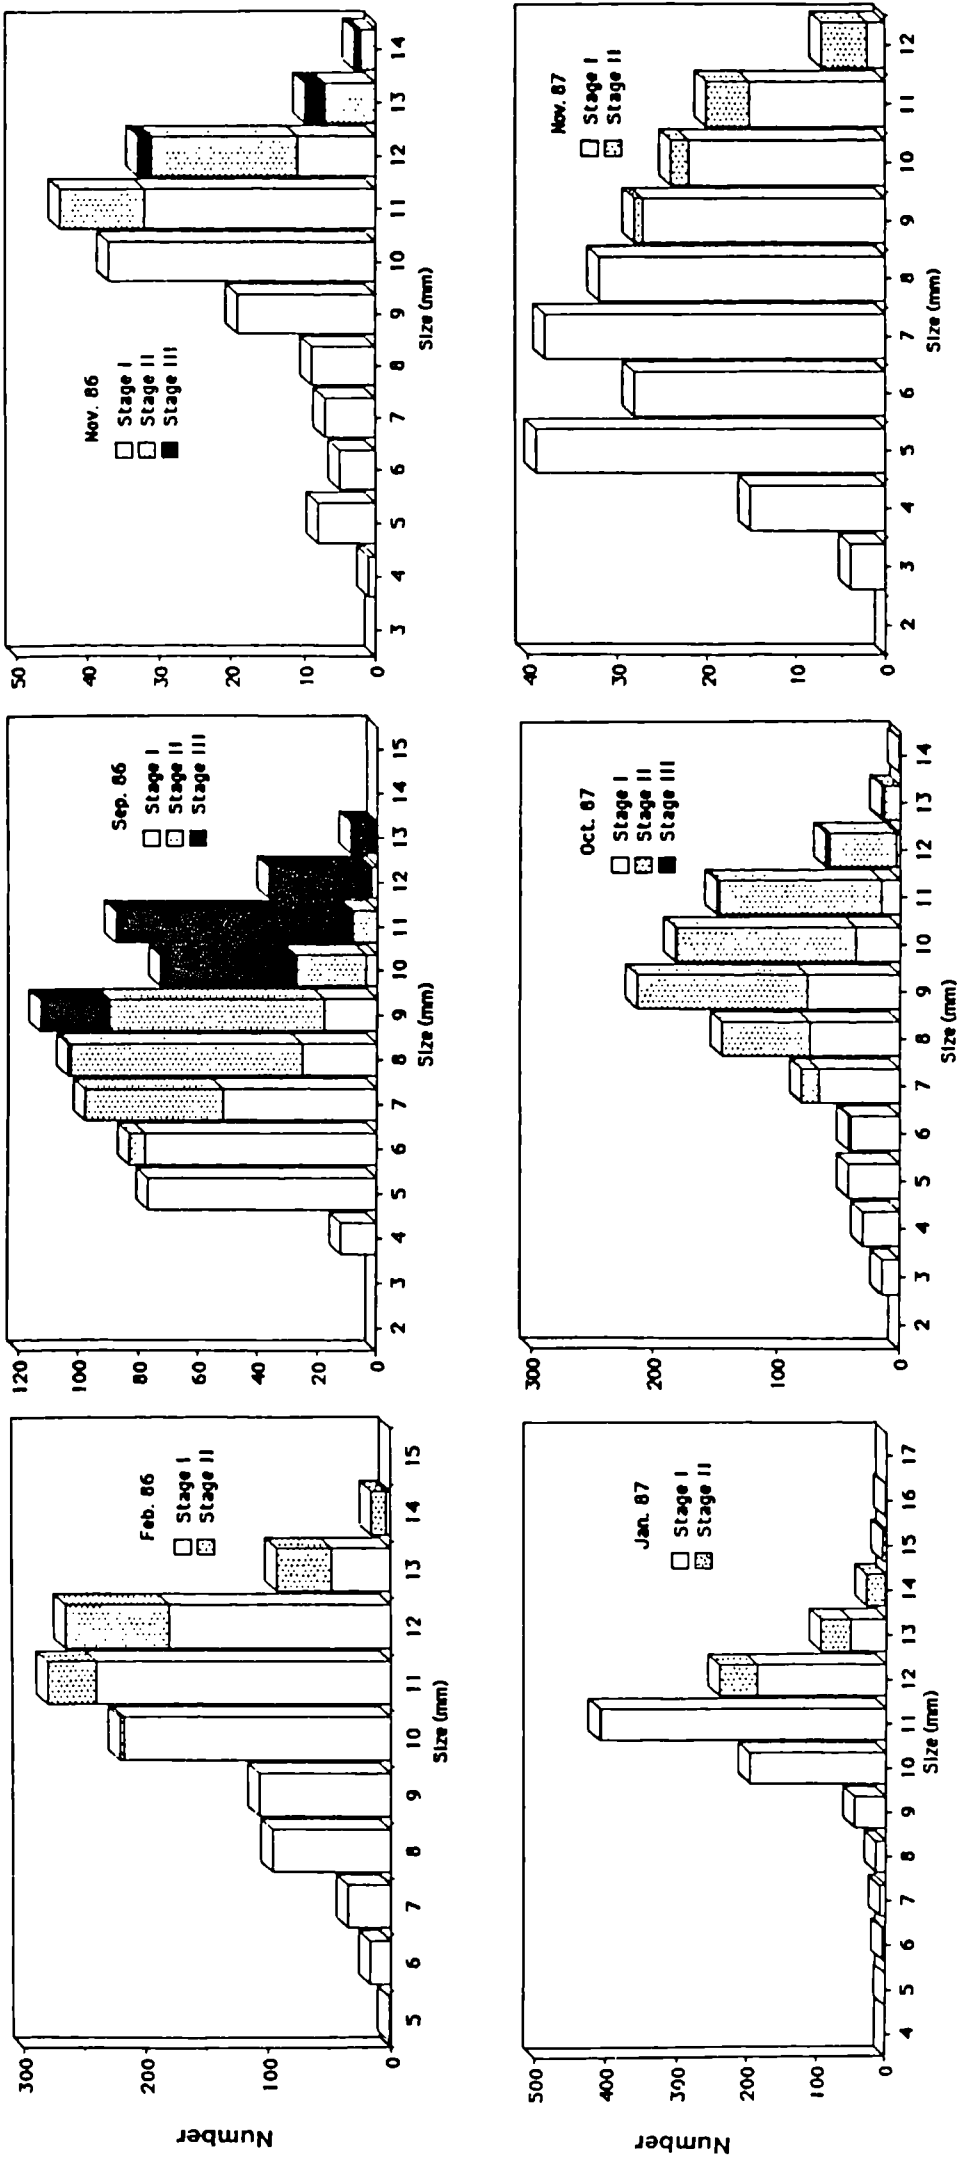 Number
300
200
100
0
Feb. 86
Stage I
Stage II
5 6 7 8 9 10 11 12 13 14 15
Size (mm)
120
100
80
60
40
20
0
Sep. 86
Stage I
Stage II
Stage III
2 3 4 5 6 7 8 9 10 11 12 13 14 15
Size (mm)
50
40
30
20
10
0
Nov. 86
Stage I
Stage II
Stage III
3 4 5 6 7 8 9 10 11 12 13 14
Size (mm)
Number
500
400
300
200
100
0
Jan. 87
Stage I
Stage II
4 5 6 7 8 9 10 11 12 13 14 15 16 17
Size (mm)
300
200
100
0
Oct. 87
Stage I
Stage II
Stage III
2 3 4 5 6 7 8 9 10 11 12 13 14
Size (mm)
40
30
20
10
0
Nov. 87
Stage I
Stage II
2 3 4 5 6 7 8 9 10 11 12
Size (mm)